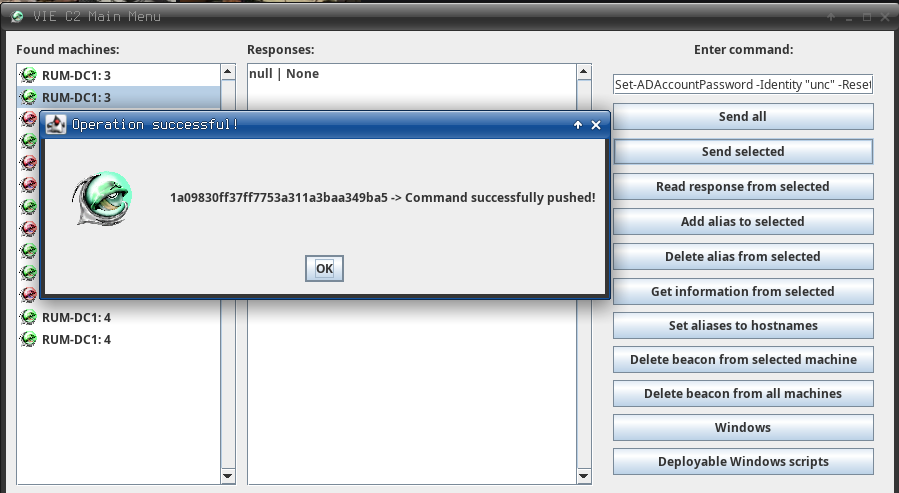 VIE C2 Main Menu
Found machines:
Responses:
Enter command:
RUM-DC1: 3
RUM-DC1: 3
RUM-DC1: 4
RUM-DC1: 4
null | None
Operation successful!
1a09830ff37ff7753a311a3baa349ba5 -> Command successfully pushed!
OK
Set-ADAccountPassword -Identity "unc" -Reset
Send all
Send selected
Read response from selected
Add alias to selected
Delete alias from selected
Get information from selected
Set aliases to hostnames
Delete beacon from selected machine
Delete beacon from all machines
Windows
Deployable Windows scripts